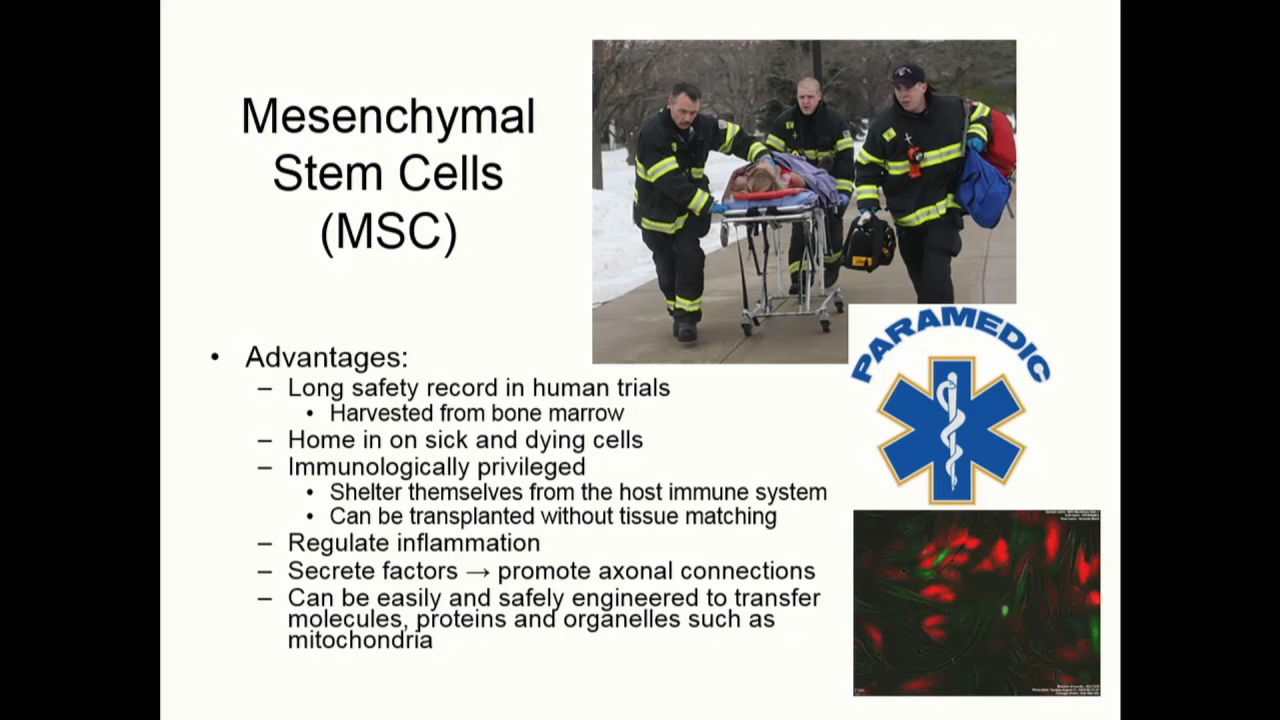 Mesenchymal
Stem Cells
(MSC)
PARAMEDIC
• Advantages:
– Long safety record in human trials
• Harvested from bone marrow
– Home in on sick and dying cells
– Immunologically privileged
• Shelter themselves from the host immune system
• Can be transplanted without tissue matching
– Regulate inflammation
– Secrete factors → promote axonal connections
– Can be easily and safely engineered to transfer
molecules, proteins and organelles such as
mitochondria